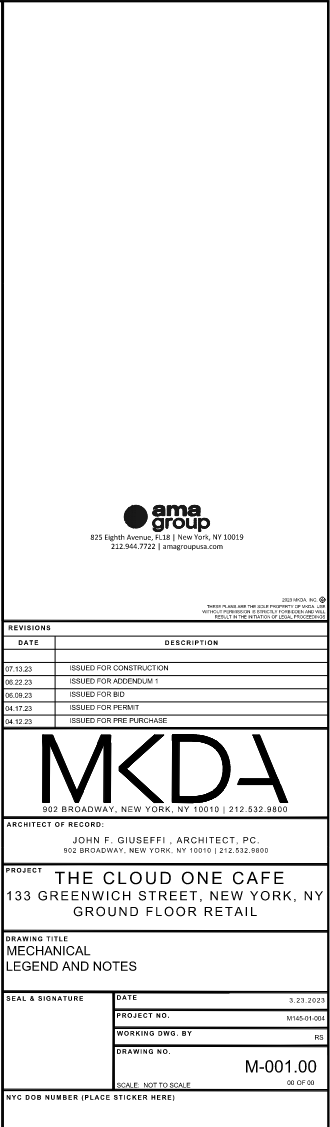 ama
group
825 Eighth Avenue, FL18 | New York, NY 10019
212.944.7722 | amagroupusa.com
2023 MKDA, INC.
THESE PLANS ARE THE SOLE PROPERTY OF MKDA. USE
WITHOUT PERMISSION IS STRICTLY FORBIDDEN AND WILL
RESULT IN THE INITIATION OF LEGAL PROCEEDINGS
REVISIONS
DATE DESCRIPTION
07.13.23 ISSUED FOR CONSTRUCTION
06.22.23 ISSUED FOR ADDENDUM 1
06.09.23 ISSUED FOR BID
04.17.23 ISSUED FOR PERMIT
04.12.23 ISSUED FOR PRE PURCHASE
MKDA
902 BROADWAY, NEW YORK, NY 10010 | 212.532.9800
ARCHITECT OF RECORD:
JOHN F. GIUSEFFI , ARCHITECT, PC.
902 BROADWAY, NEW YORK, NY 10010 | 212.532.9800
PROJECT
THE CLOUD ONE CAFE
133 GREENWICH STREET, NEW YORK, NY
GROUND FLOOR RETAIL
DRAWING TITLE
MECHANICAL
LEGEND AND NOTES
SEAL & SIGNATURE
DATE 3.23.2023
PROJECT NO. M145-01-004
WORKING DWG. BY RS
DRAWING NO.
M-001.00
SCALE: NOT TO SCALE 00 OF 00
NYC DOB NUMBER (PLACE STICKER HERE)